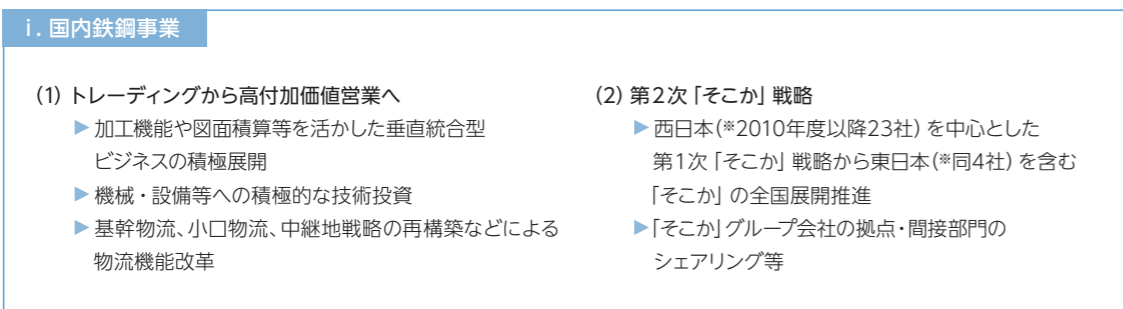 ⅰ. 国内鉄鋼事業
(1) トレーディングから高付加価値営業へ
▶ 加工機能や図面積算等を活かした垂直統合型
ビジネスの積極展開
▶ 機械・設備等への積極的な技術投資
▶ 基幹物流、小口物流、中継地戦略の再構築などによる
物流機能改革
(2) 第2次「そこか」戦略
▶ 西日本(※2010年度以降23社)を中心とした
第1次「そこか」戦略から東日本(※同4社)を含む
「そこか」の全国展開推進
▶「そこか」グループ会社の拠点・間接部門の
シェアリング等